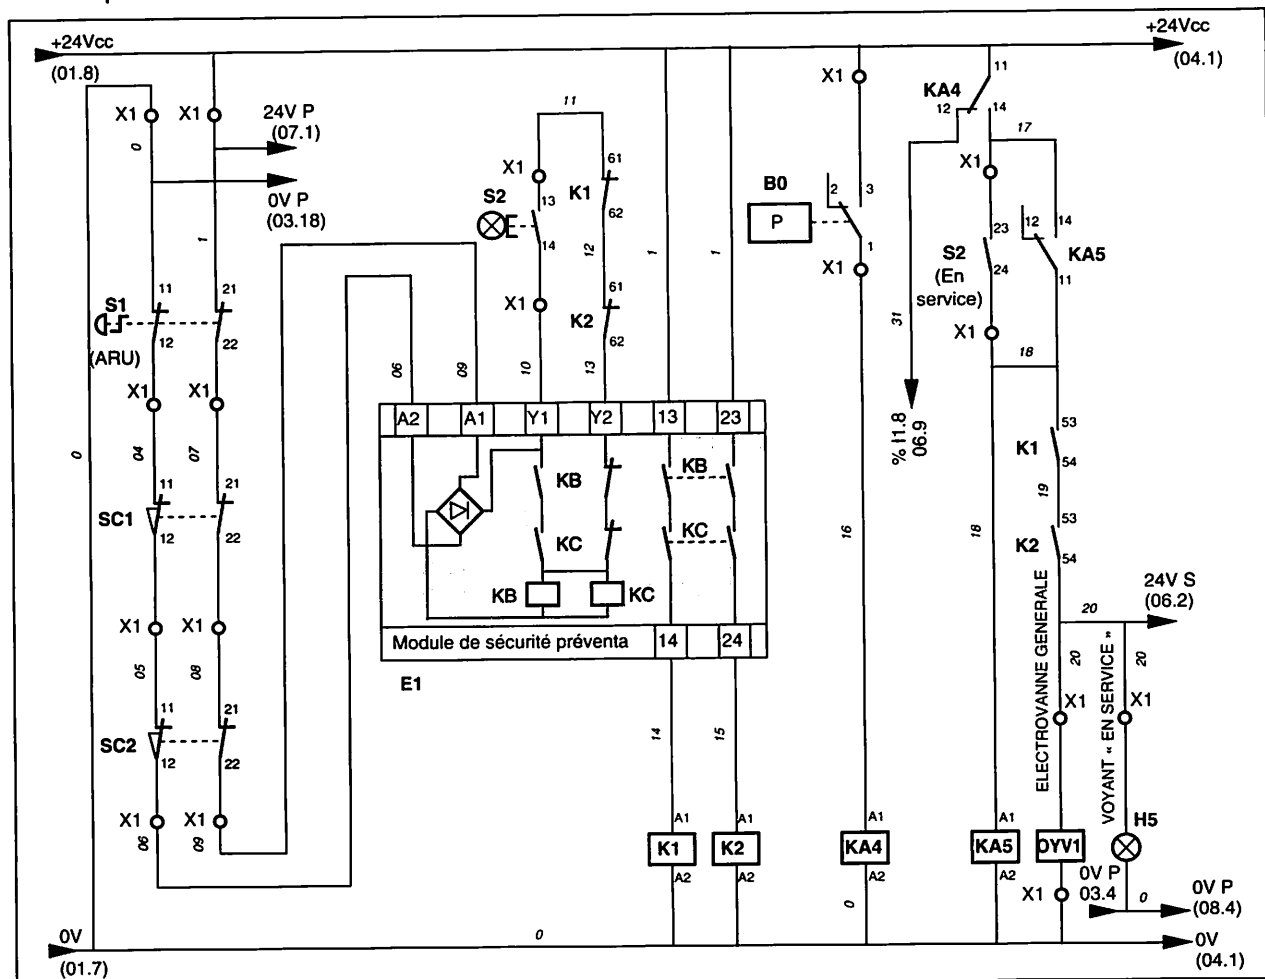 +24Vcc
(01.8)
+24Vcc
(04.1)
X1
X1
24V P
(07.1)
0V P
(03.18)
0
1
11
X1
S2
13
14
61
K1
62
12
X1
61
K2
62
10
13
1
1
X1
B0
P
2
3
1
X1
KA4
11
12
14
17
X1
23
S2
24
(En
service)
12
14
KA5
11
X1
18
31
% I1.8
06.9
S1
(ARU)
11
12
21
22
X1
X1
04
07
0
SC1
11
12
21
22
X1
X1
05
08
SC2
11
12
21
22
X1
X1
06
09
06
09
A2
A1
Y1
Y2
13
23
KB
KB
KC
KC
KB
KC
Module de sécurité préventa
14
24
E1
14
15
16
18
K1
53
54
19
K2
53
54
ELECTROVANNE GENERALE
20
24V S
(06.2)
20
20
VOYANT « EN SERVICE »
X1
X1
A1
K1
A2
A1
K2
A2
A1
KA4
A2
0
A1
KA5
A2
OYV1
H5
X1
0V P
03.4
0
0V P
(08.4)
0V
(01.7)
0
0V
(04.1)